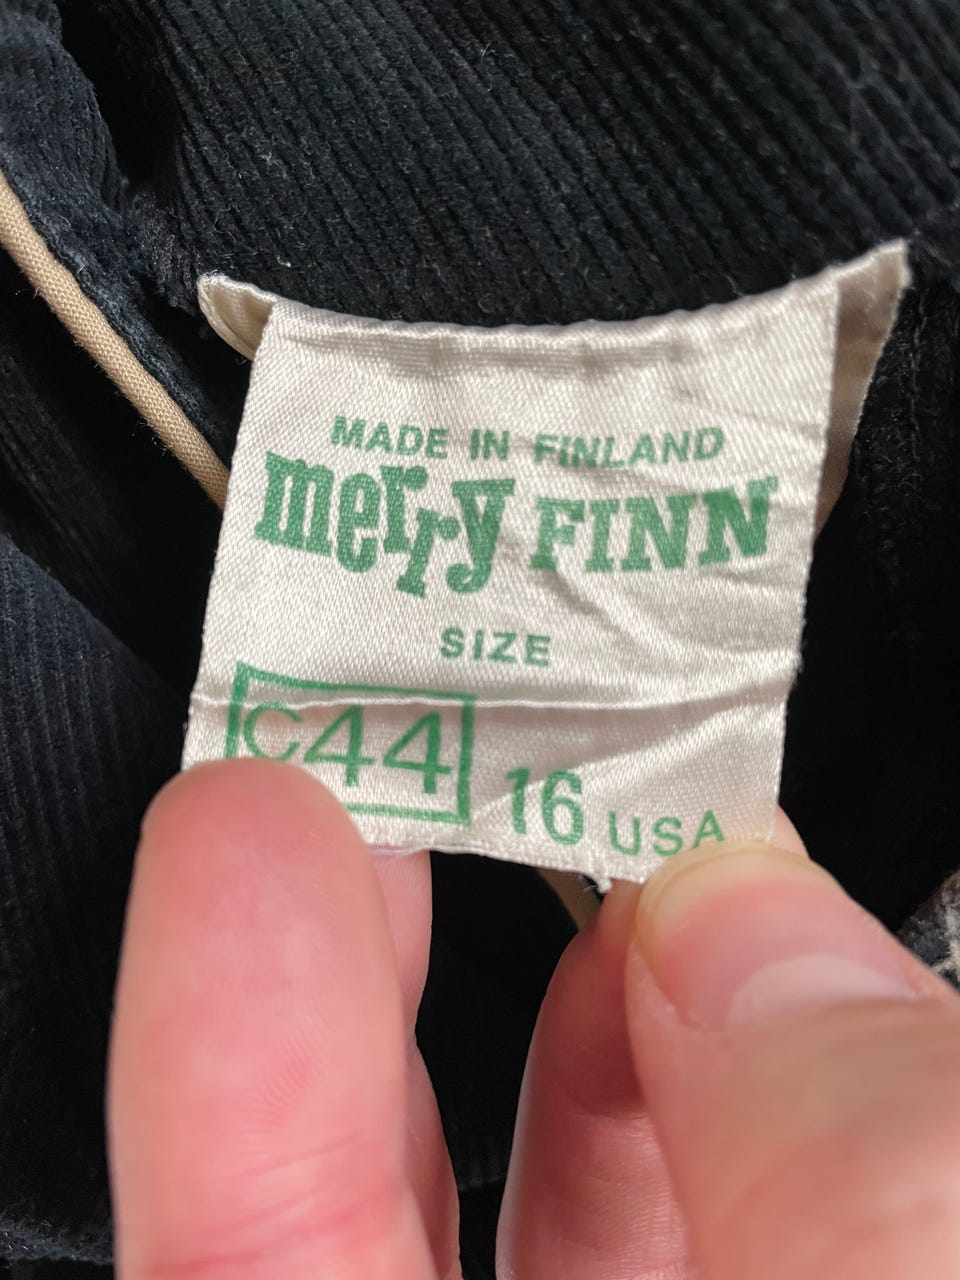 MADE IN FINLAND
merry FINN
SIZE
C44 16 USA